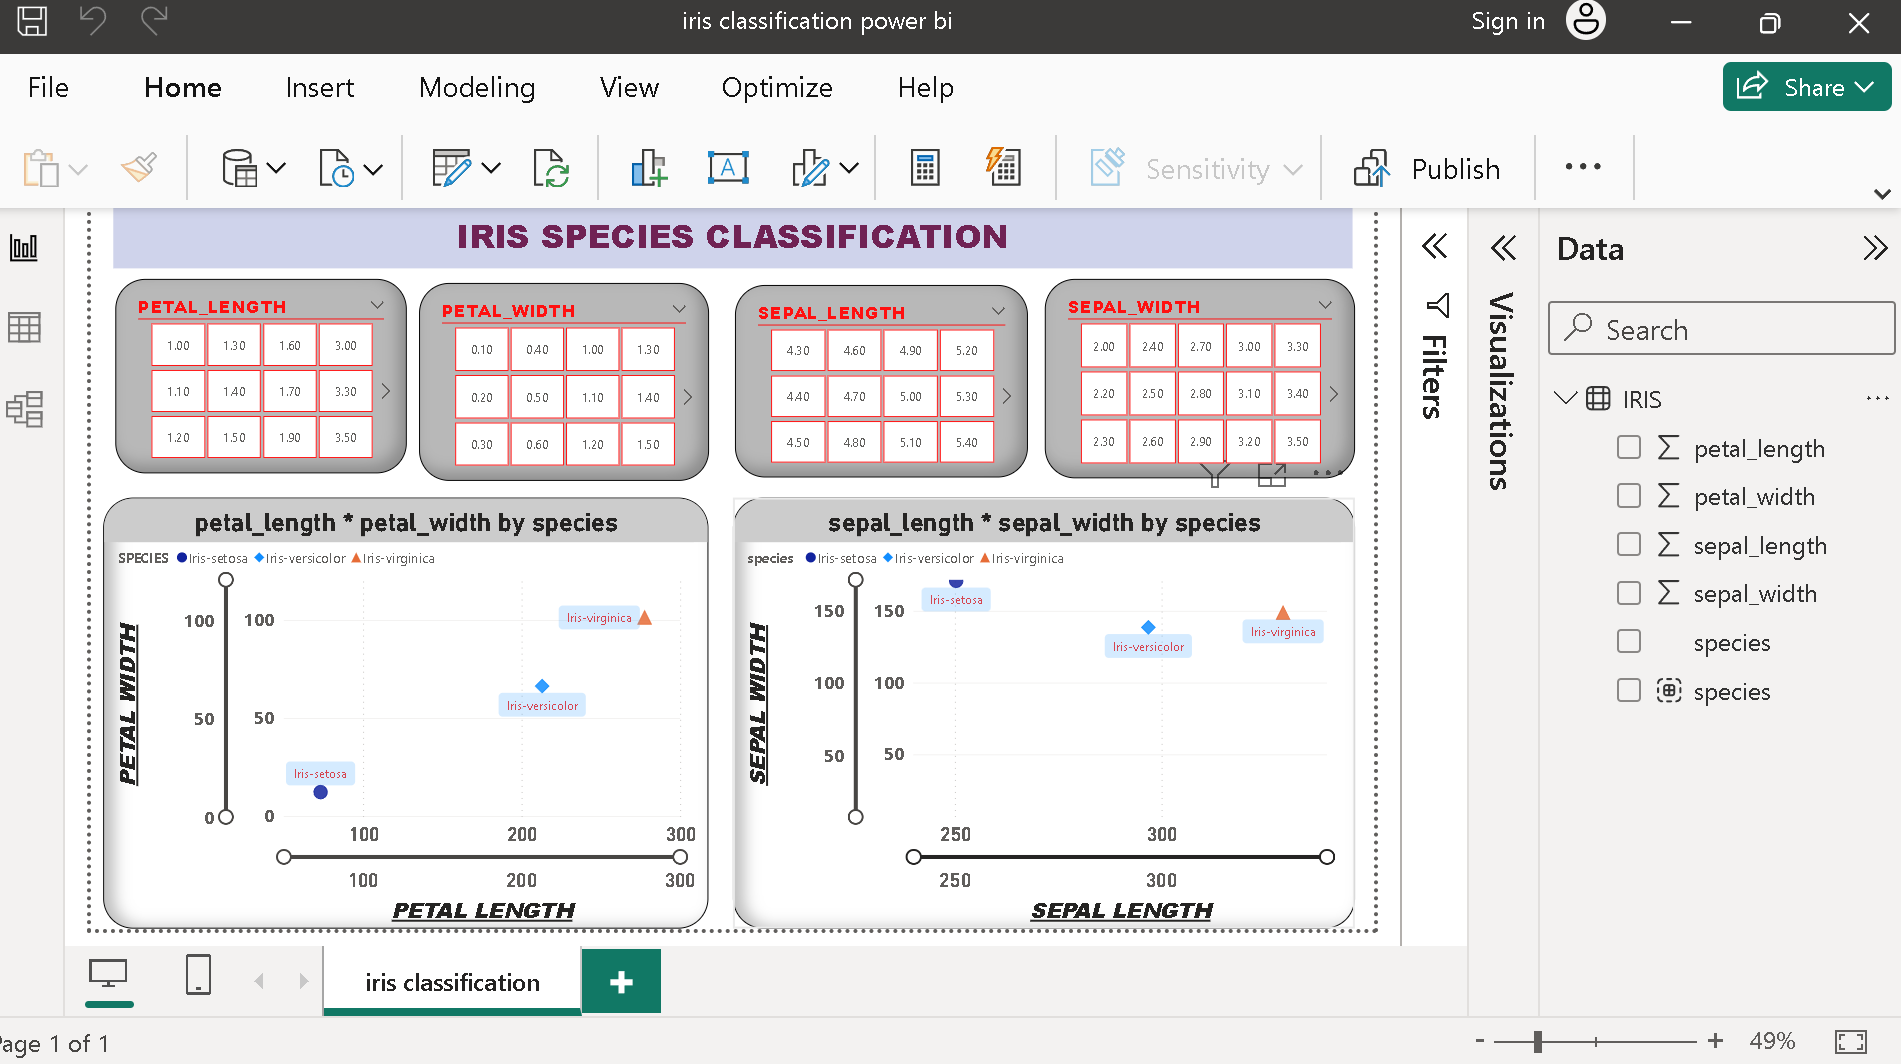 iris classification power bi
Sign in
File Home Insert Modeling View Optimize Help
Share
Sensitivity
Publish
IRIS SPECIES CLASSIFICATION
PETAL_LENGTH
1.00 1.30 1.60 3.00
1.10 1.40 1.70 3.30
1.20 1.50 1.90 3.50
PETAL_WIDTH
0.10 0.40 1.00 1.30
0.20 0.50 1.10 1.40
0.30 0.60 1.20 1.50
SEPAL_LENGTH
4.30 4.60 4.90 5.20
4.40 4.70 5.00 5.30
4.50 4.80 5.10 5.40
SEPAL_WIDTH
2.00 2.40 2.70 3.00 3.30
2.20 2.50 2.80 3.10 3.40
2.30 2.60 2.90 3.20 3.50
petal_length * petal_width by species
SPECIES Iris-setosa Iris-versicolor Iris-virginica
PETAL WIDTH
100 100
50 50
0 0
Iris-virginica
Iris-versicolor
Iris-setosa
100 200 300
100 200 300
PETAL LENGTH
sepal_length * sepal_width by species
species Iris-setosa Iris-versicolor Iris-virginica
SEPAL WIDTH
150 150
100 100
50 50
Iris-setosa
Iris-versicolor
Iris-virginica
250 300
250 300
SEPAL LENGTH
Filters
Visualizations
Data
Search
IRIS
petal_length
petal_width
sepal_length
sepal_width
species
species
iris classification
age 1 of 1
49%